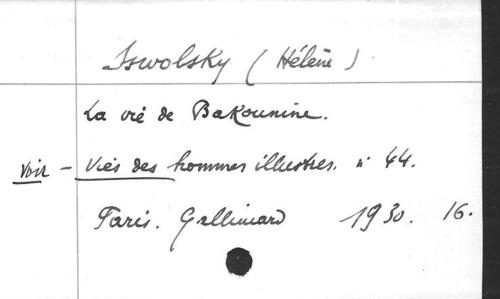 Iswolsky (Hélène)
La vie de Bakounine.
Voir - Vies des hommes illustres. n° 44.
Paris. Gallimard 1930. 16.